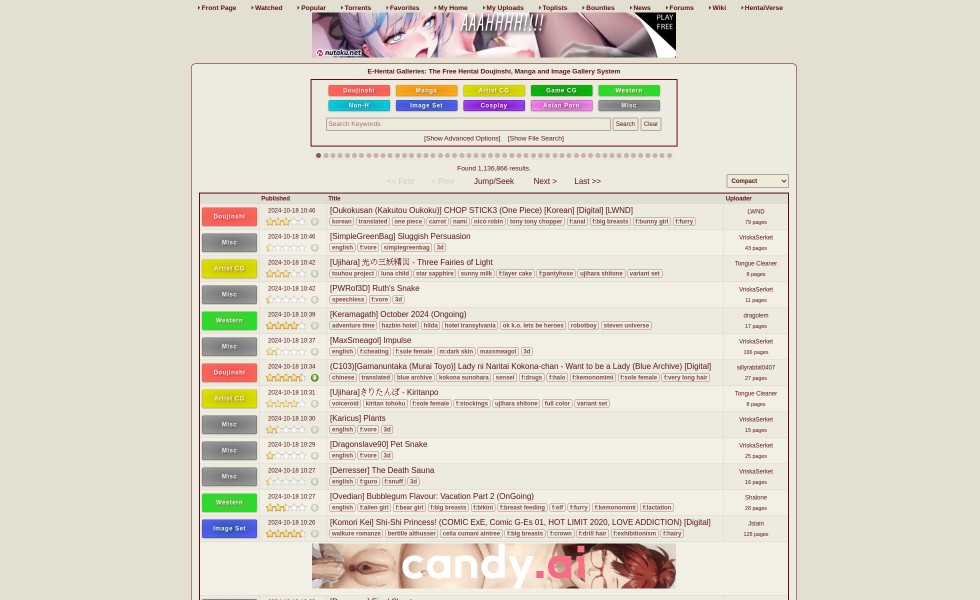 Front Page Watched Popular Torrents Favorites My Home My Uploads Toplists Bounties News Forums Wiki HentaiVerse
AAAHHH!!!!
PLAY
FREE
nutaku.net
E-Hentai Galleries: The Free Hentai Doujinshi, Manga and Image Gallery System
Doujinshi Manga Artist CG Game CG Western
Non-H Image Set Cosplay Asian Porn Misc
Search Keywords Search Clear
[Show Advanced Options] [Show File Search]
Found 1,136,866 results.
<< First < Prev Jump/Seek Next > Last >> Compact
Published Title Uploader
Doujinshi 2024-10-18 10:46 [Oukokusan (Kakutou Oukoku)] CHOP STICK3 (One Piece) [Korean] [Digital] [LWND] LWND
korean translated one piece carrot nami nico robin tony tony chopper f:anal f:big breasts f:bunny girl f:furry 79 pages
Misc 2024-10-18 10:46 [SimpleGreenBag] Sluggish Persuasion VriskaSerket
english f:vore simplegreenbag 3d 43 pages
Artist CG 2024-10-18 10:42 [Ujihara] 光の三妖精国 - Three Fairies of Light Tongue Cleaner
touhou project luna child star sapphire sunny milk f:layer cake f:pantyhose ujihara shitone variant set 8 pages
Misc 2024-10-18 10:42 [PWRof3D] Ruth's Snake VriskaSerket
speechless f:vore 3d 11 pages
Western 2024-10-18 10:39 [Keramagath] October 2024 (Ongoing) dragolem
adventure time hazbin hotel hilda hotel transylvania ok k.o. lets be heroes robotboy steven universe 17 pages
Misc 2024-10-18 10:37 [MaxSmeagol] Impulse VriskaSerket
english f:cheating f:sole female m:dark skin maxsmeagol 3d 186 pages
Doujinshi 2024-10-18 10:34 (C103)[Gamanuntaka (Murai Toyo)] Lady ni Naritai Kokona-chan - Want to be a Lady (Blue Archive) [Digital] sillyrabbit0407
chinese translated blue archive kokona sunohara sensei f:drugs f:halo f:kemonomimi f:sole female f:very long hair 27 pages
Artist CG 2024-10-18 10:31 [Ujihara]きりたんぽ - Kiritanpo Tongue Cleaner
voiceroid kiritan tohoku f:sole female f:stockings ujihara shitone full color variant set 8 pages
Misc 2024-10-18 10:30 [Karicus] Plants VriskaSerket
english f:vore 3d 15 pages
Misc 2024-10-18 10:29 [Dragonslave90] Pet Snake VriskaSerket
english f:vore 3d 25 pages
Misc 2024-10-18 10:27 [Derresser] The Death Sauna VriskaSerket
english f:guro f:snuff 3d 16 pages
Western 2024-10-18 10:27 [Ovedian] Bubblegum Flavour: Vacation Part 2 (OnGoing) Shalone
english f:alien girl f:bear girl f:big breasts f:bikini f:breast feeding f:elf f:furry f:kemonomimi f:lactation 28 pages
Image Set 2024-10-18 10:26 [Komori Kei] Shi-Shi Princess! (COMIC ExE, Comic G-Es 01, HOT LIMIT 2020, LOVE ADDICTION) [Digital] Jstain
walkure romanze bertille althusser celia cumani aintree f:big breasts f:crown f:drill hair f:exhibitionism f:hairy 128 pages
candy.ai